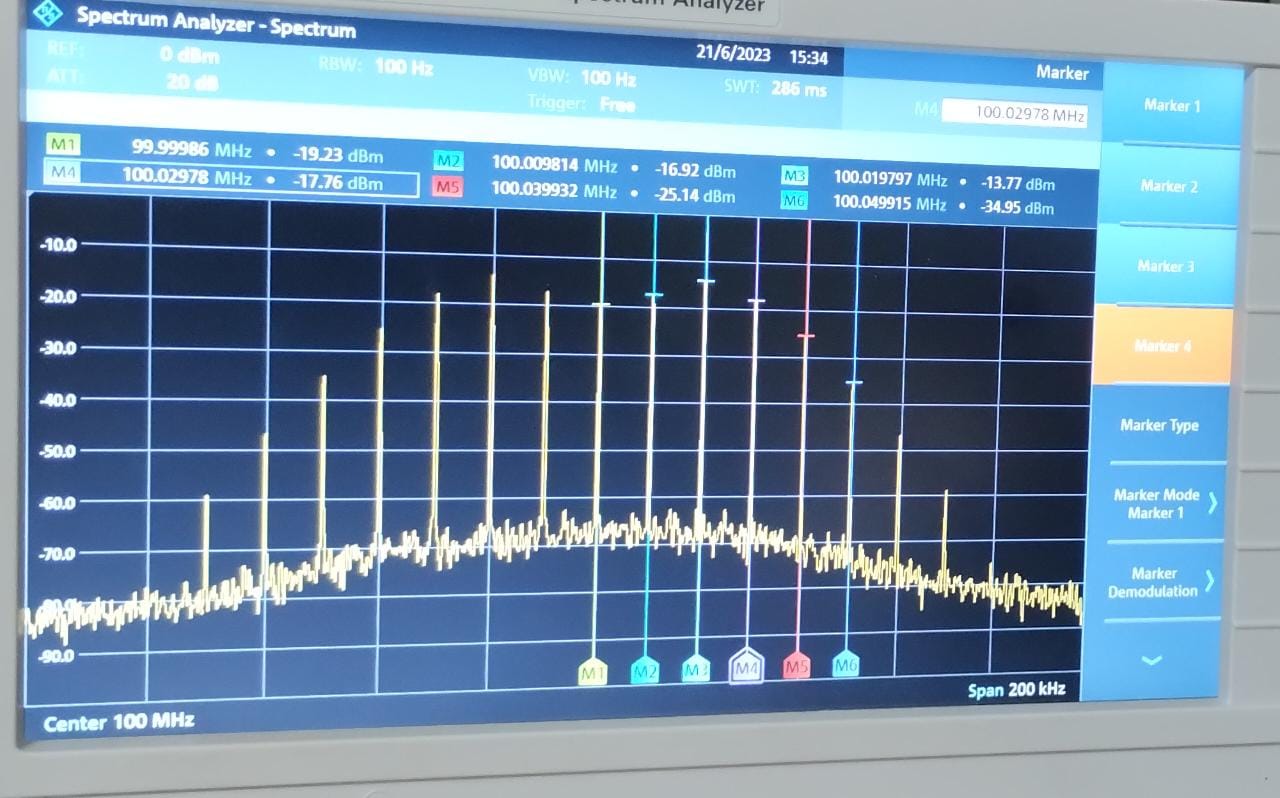 Spectrum Analyzer
Spectrum Analyzer - Spectrum
21/6/2023 15:34
REF: 0 dBm RBW: 100 Hz VBW: 100 Hz SWT: 286 ms
ATT: 20 dB Trigger: Free
Marker
M4 100.02978 MHz
M1 99.99986 MHz • -19.23 dBm M2 100.009814 MHz • -16.92 dBm M3 100.019797 MHz • -13.77 dBm
M4 100.02978 MHz • -17.76 dBm M5 100.039932 MHz • -25.14 dBm M6 100.049915 MHz • -34.95 dBm
-10.0
-20.0
-30.0
-40.0
-50.0
-60.0
-70.0
-80.0
-90.0
M1 M2 M3 M4 M5 M6
Center 100 MHz
Span 200 kHz
Marker 1
Marker 2
Marker 3
Marker 4
Marker Type
Marker Mode
Marker 1
Marker
Demodulation